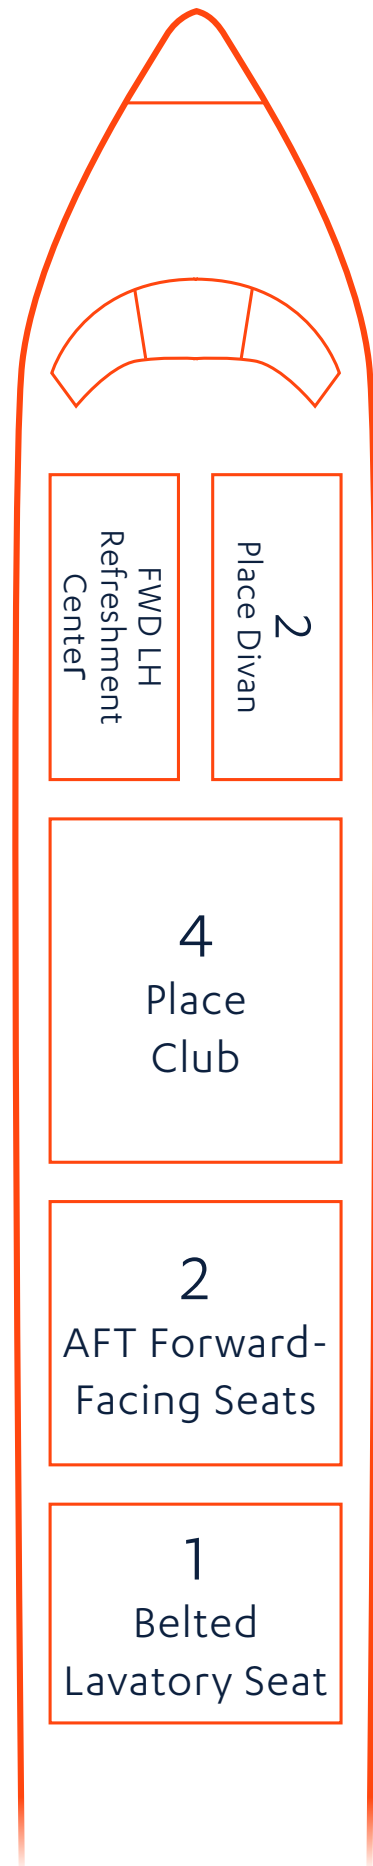 FWD LH
Refreshment
Center
2
Place Divan
4
Place
Club
2
AFT Forward-
Facing Seats
1
Belted
Lavatory Seat